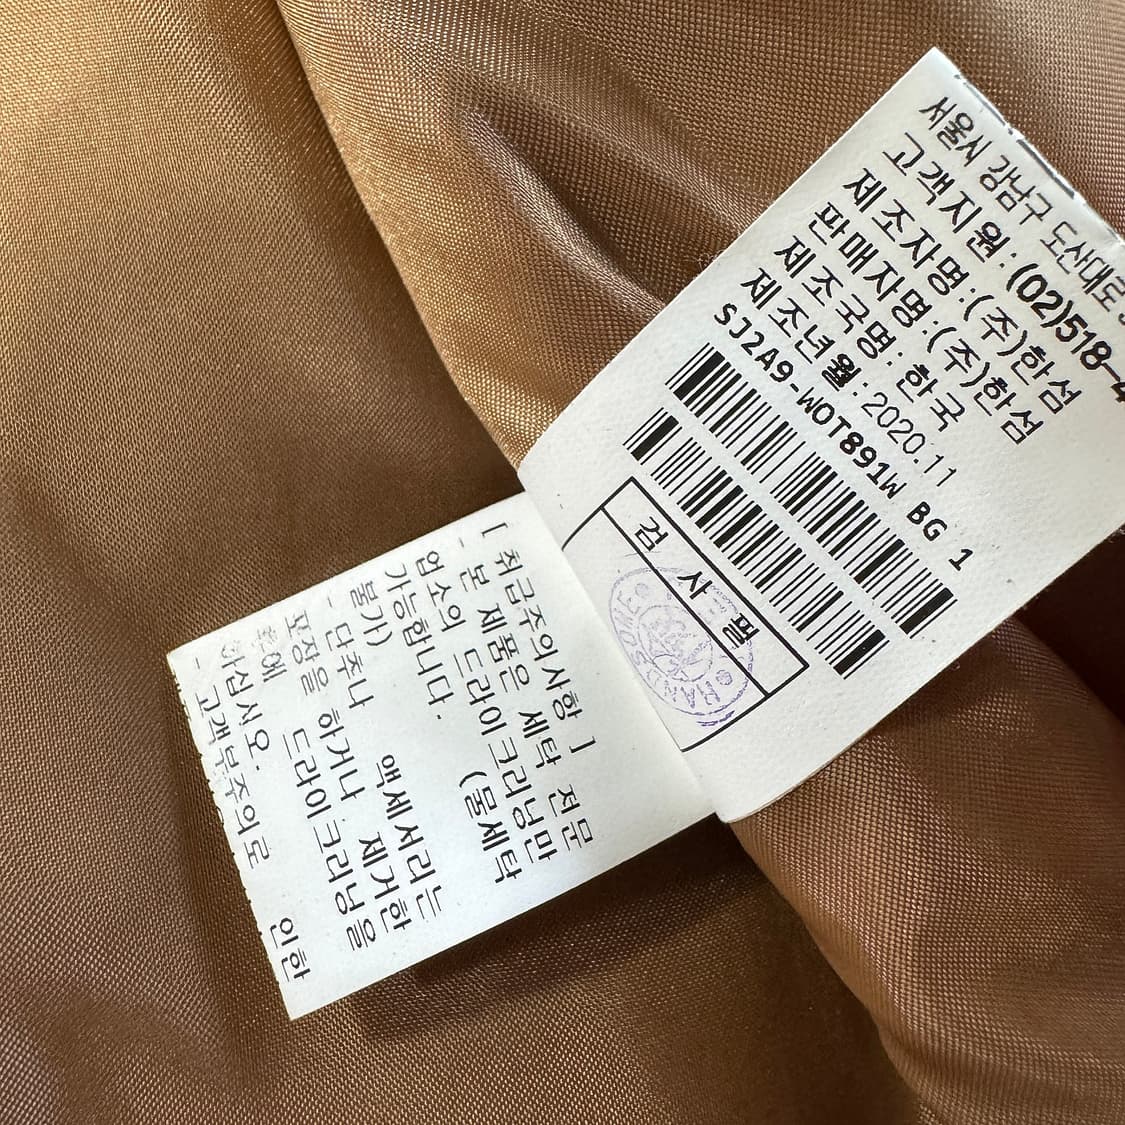 서울시 강남구 도산대로
고객지원:(02)518-4
제조자명:(주)한섬
판매자명:(주)한섬
제조국명:한국
제조년월:2020.11
SJ2A9-WOT891W BG 1
검 사 필
HANDSOME
[ 취급주의사항 ]
- 본 제품은 세탁 전문
업소의 드라이크리닝만
가능합니다. (물세탁
불가)
- 단추나 액세서리는
포장을 하거나 제거한
후에 드라이크리닝을
하십시오.
- 고객부주의로 인한